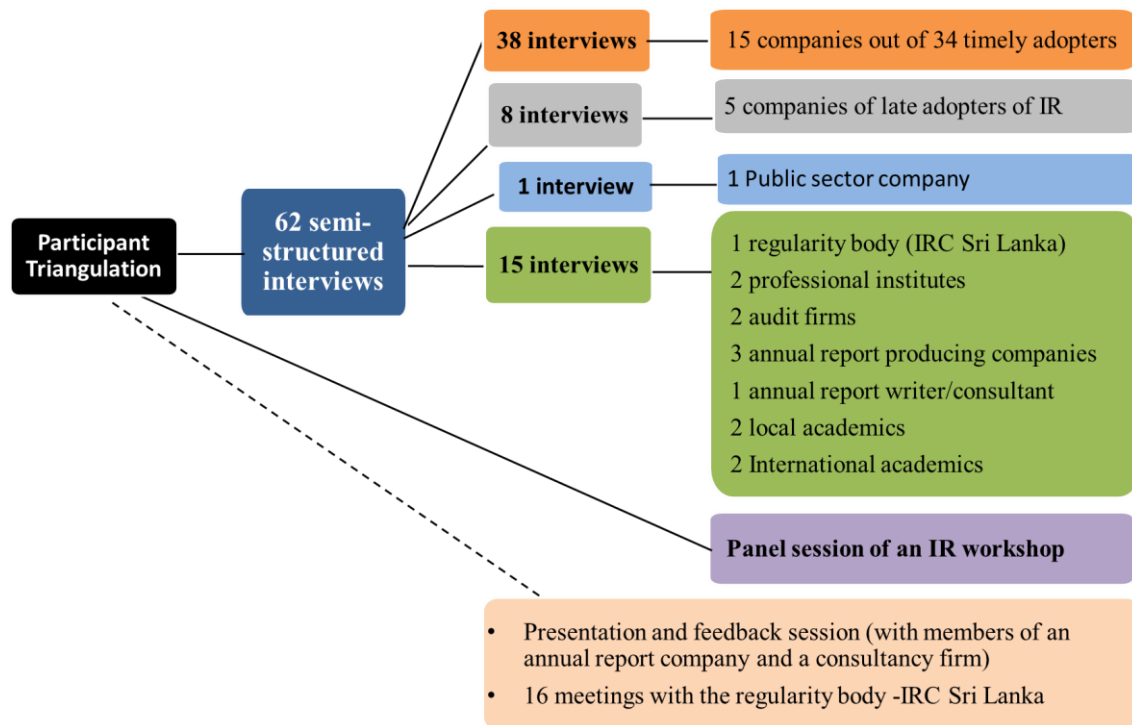 Participant
Triangulation
62 semi-
structured
interviews
38 interviews
15 companies out of 34 timely adopters
8 interviews
5 companies of late adopters of IR
1 interview
1 Public sector company
15 interviews
1 regularity body (IRC Sri Lanka)
2 professional institutes
2 audit firms
3 annual report producing companies
1 annual report writer/consultant
2 local academics
2 International academics
Panel session of an IR workshop
• Presentation and feedback session (with members of an
annual report company and a consultancy firm)
• 16 meetings with the regularity body -IRC Sri Lanka